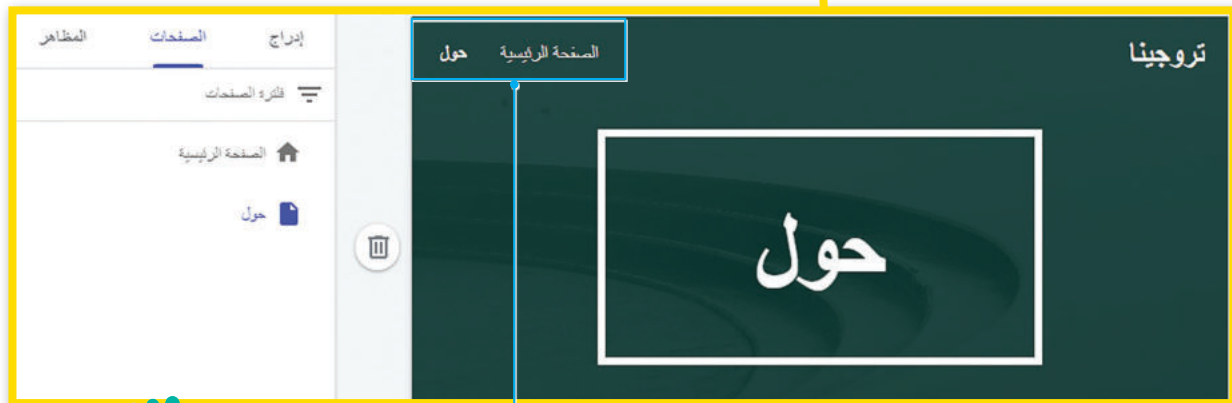 تروجينا
الصفحة الرئيسية
حول
حول
إدراج
الصفحات
المظاهر
فلترة الصفحات
الصفحة الرئيسية
حول